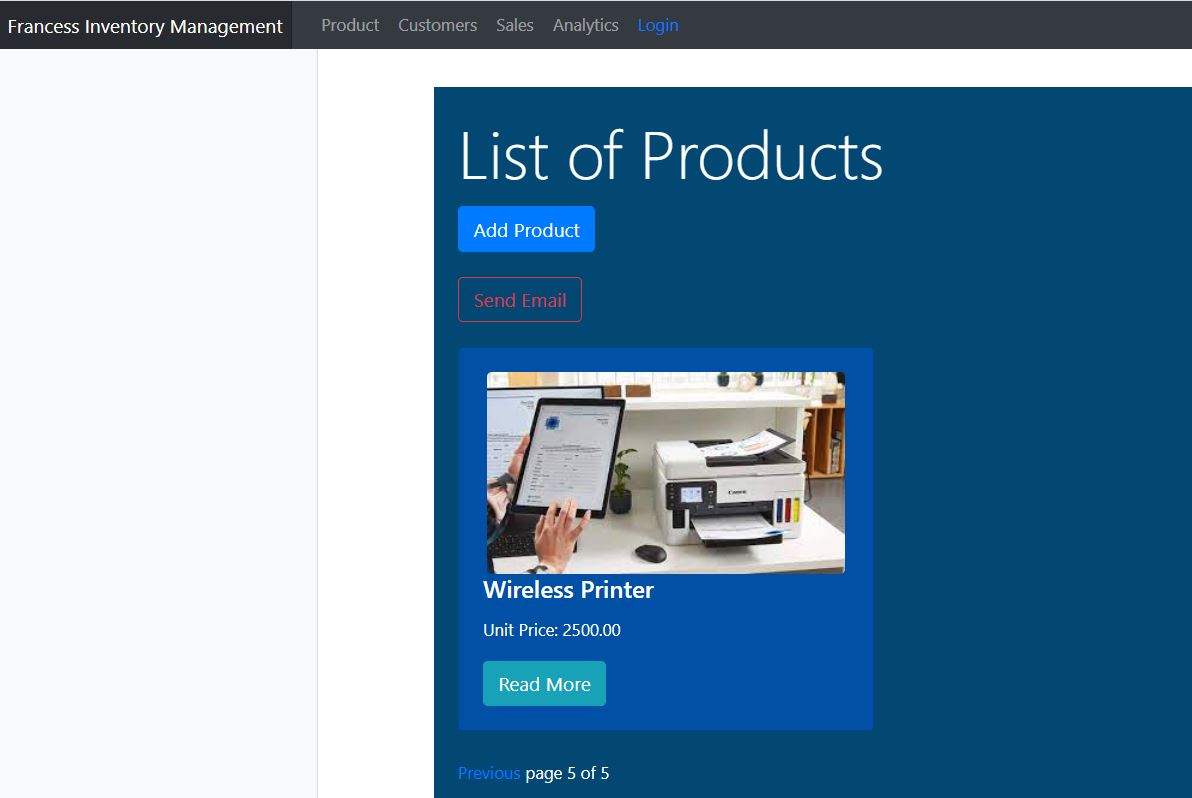 Francess Inventory Management
Product Customers Sales Analytics Login
List of Products
Add Product
Send Email
Canon
Wireless Printer
Unit Price: 2500.00
Read More
Previous page 5 of 5